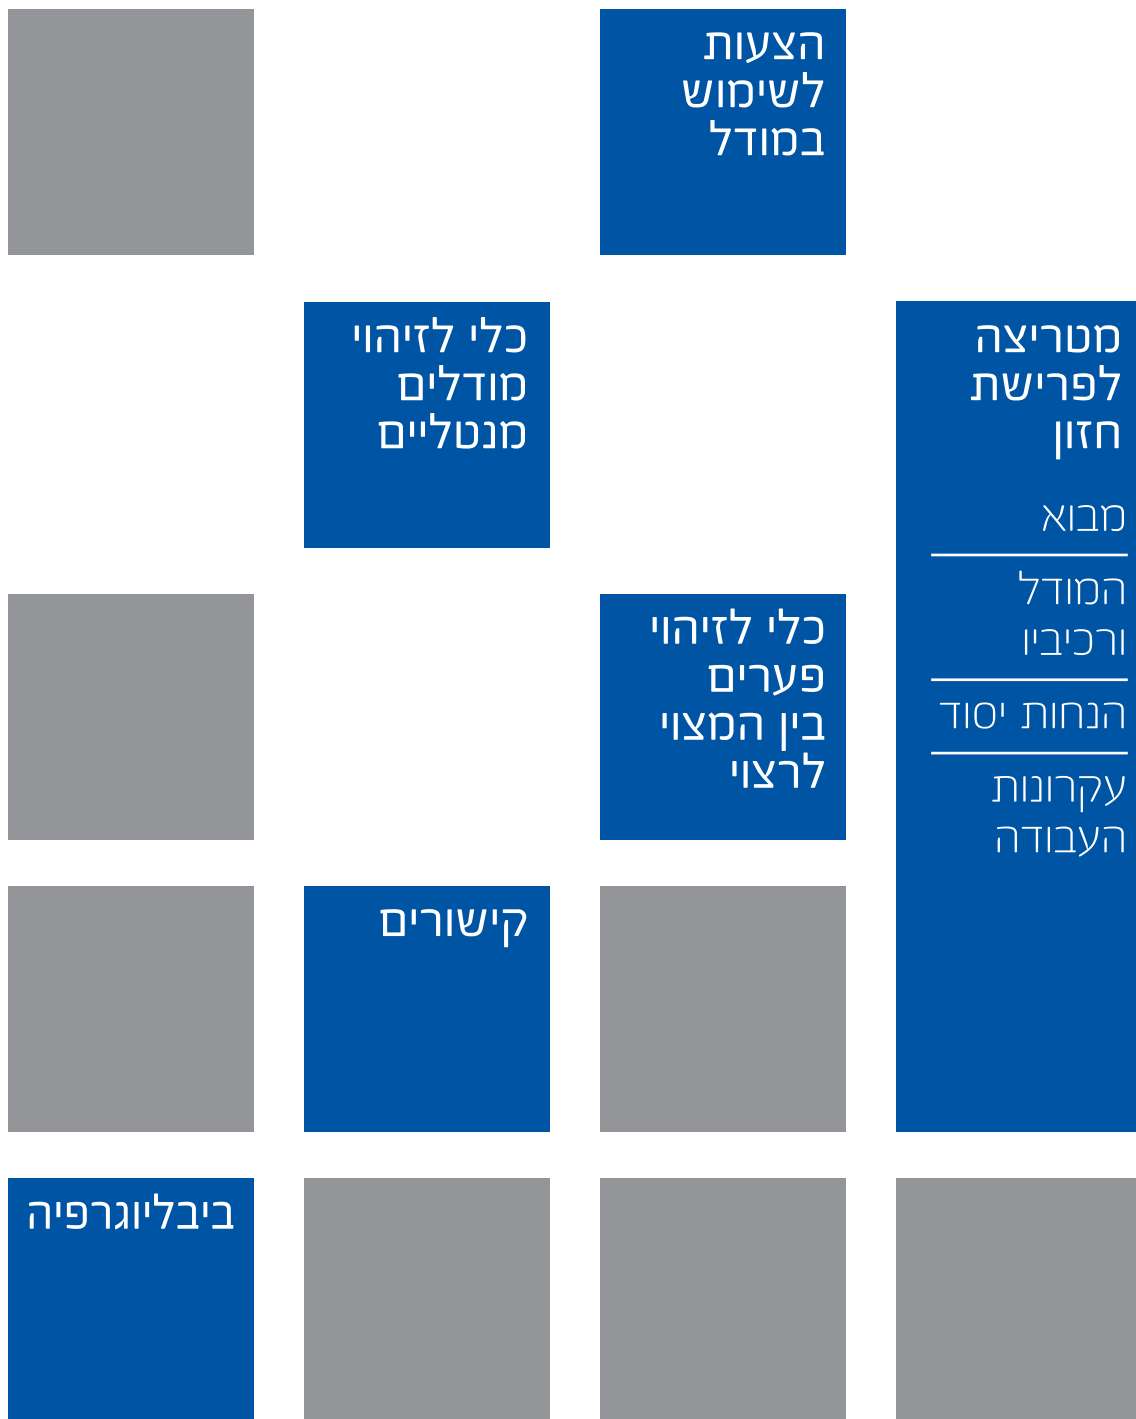 הצעות
לשימוש
במודל
מטריצה
לפרישת
חזון
מבוא
המודל
ורכיביו
הנחות יסוד
עקרונות
העבודה
כלי לזיהוי
מודלים
מנטליים
כלי לזיהוי
פערים
בין המצוי
לרצוי
קישורים
ביבליוגרפיה